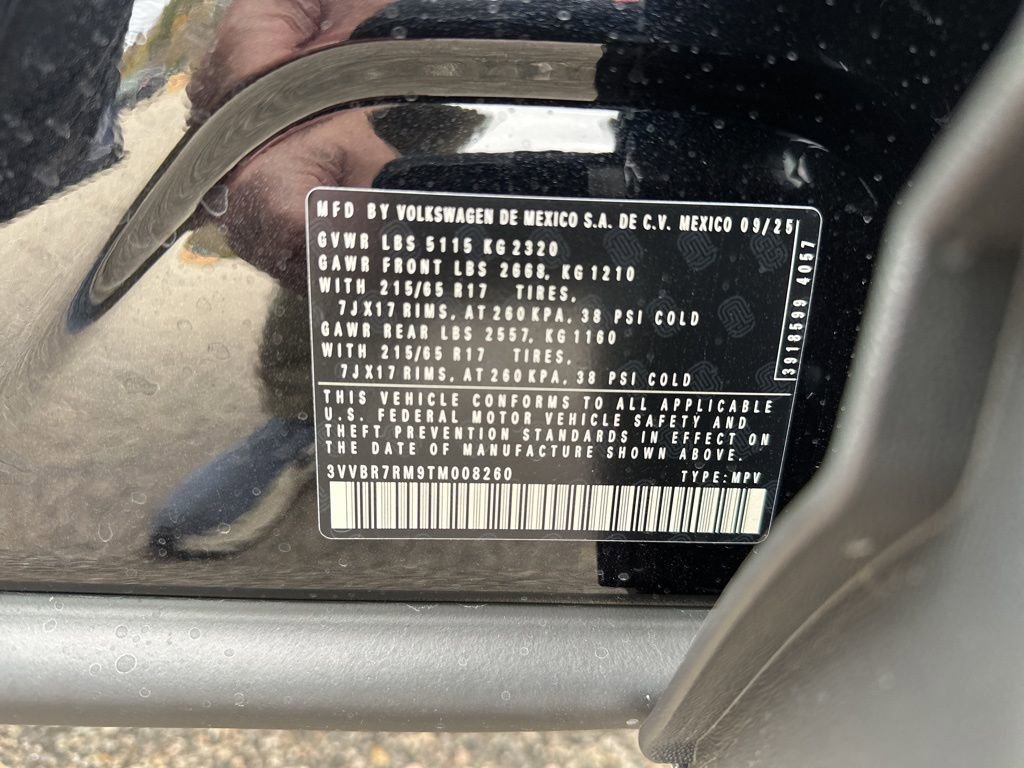 MFD BY VOLKSWAGEN DE MEXICO S.A. DE C.V. MEXICO 09/25
GVWR LBS 5115 KG 2320
GAWR FRONT LBS 2668, KG 1210
WITH 215/65 R17 TIRES,
7JX17 RIMS, AT 260 KPA, 38 PSI COLD
GAWR REAR LBS 2557, KG 1160
WITH 215/65 R17 TIRES,
7JX17 RIMS, AT 260 KPA, 38 PSI COLD
3918599 4057
THIS VEHICLE CONFORMS TO ALL APPLICABLE
U.S. FEDERAL MOTOR VEHICLE SAFETY AND
THEFT PREVENTION STANDARDS IN EFFECT ON
THE DATE OF MANUFACTURE SHOWN ABOVE.
3VVBR7RM9TM008260 TYPE: MPV